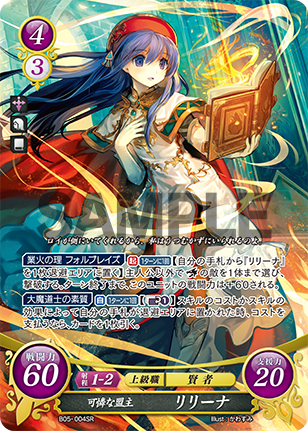 4
3
SAMPLE
ロイが側にいてくれるから、私はうつむかずにいられるのよ。
業火の理 フォルブレイズ 起 1ターンに1回 【自分の手札から『リリーナ』
を1枚退避エリアに置く】 主人公以外での敵を1体まで選び、
撃破する。ターン終了まで、このユニットの戦闘力は+60される。
大魔道士の素質 自 1ターンに1回 【1】 スキルのコストかスキルの
効果によって自分の手札が退避エリアに置かれた時、コストを
支払うなら、カードを1枚引く。
戦闘力
60
射程 1-2 上級職 賢者
支援力
20
可憐な盟主 リリーナ
B05-004SR
Illust:かわすみ